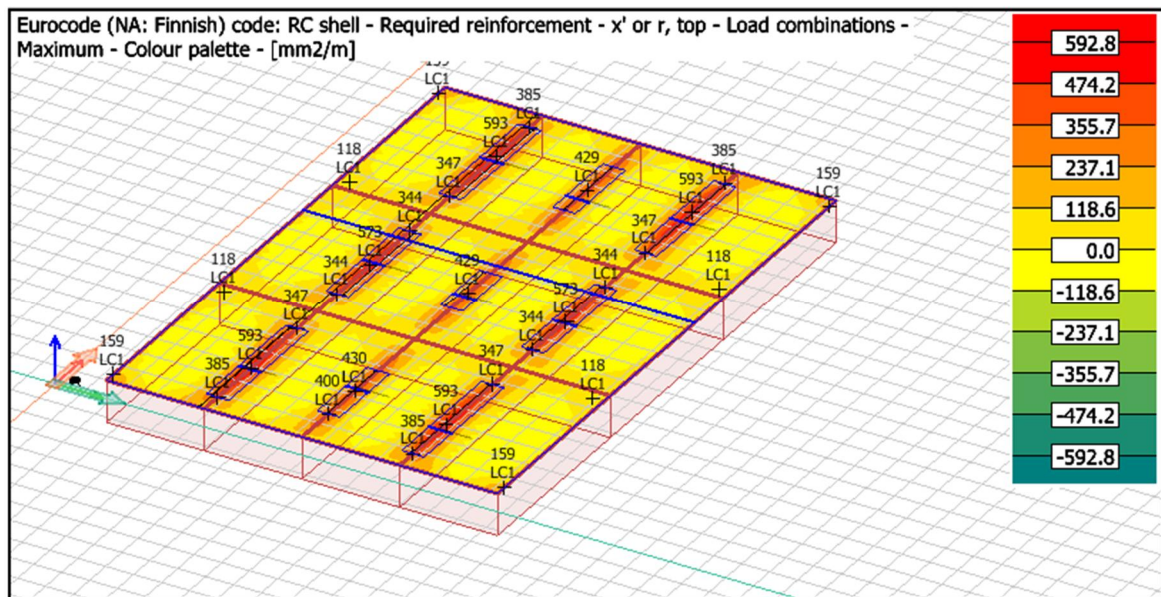 Eurocode (NA: Finnish) code: RC shell - Required reinforcement - x' or r, top - Load combinations -
Maximum - Colour palette - [mm2/m]
592.8
474.2
355.7
237.1
118.6
0.0
-118.6
-237.1
-355.7
-474.2
-592.8
159
LC1
385
LC1
593
LC1
118
LC1
347
LC1
429
LC1
385
LC1
593
LC1
159
LC1
344
LC1
573
LC1
347
LC1
118
LC1
344
LC1
429
LC1
344
LC1
118
LC1
347
LC1
573
LC1
593
LC1
344
LC1
159
LC1
385
LC1
430
LC1
347
LC1
400
LC1
118
LC1
593
LC1
385
LC1
159
LC1